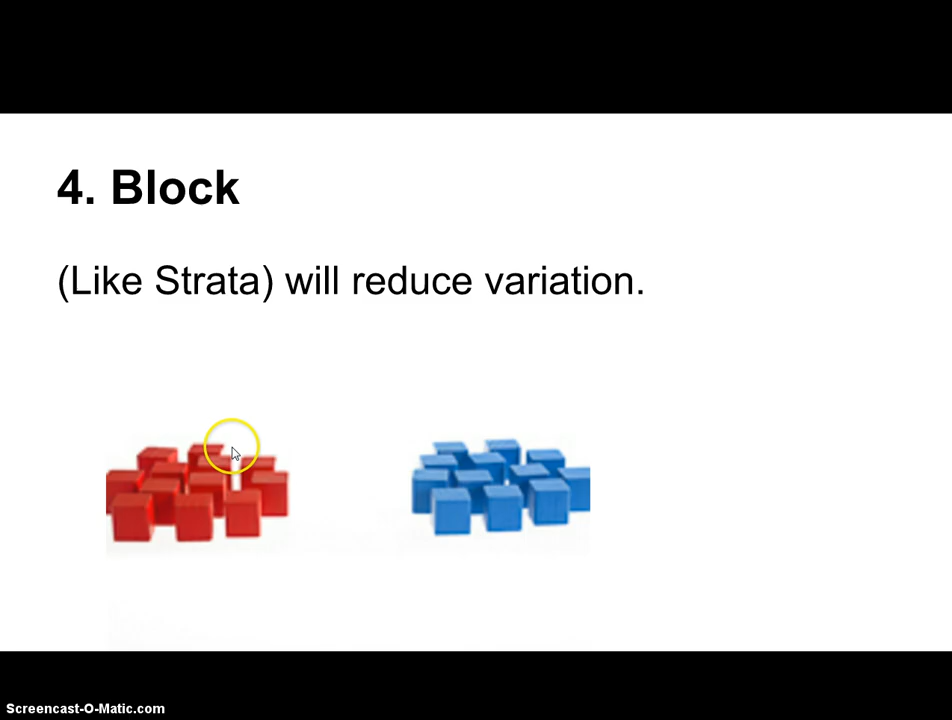 4. Block
(Like Strata) will reduce variation.
Screencast-O-Matic.com